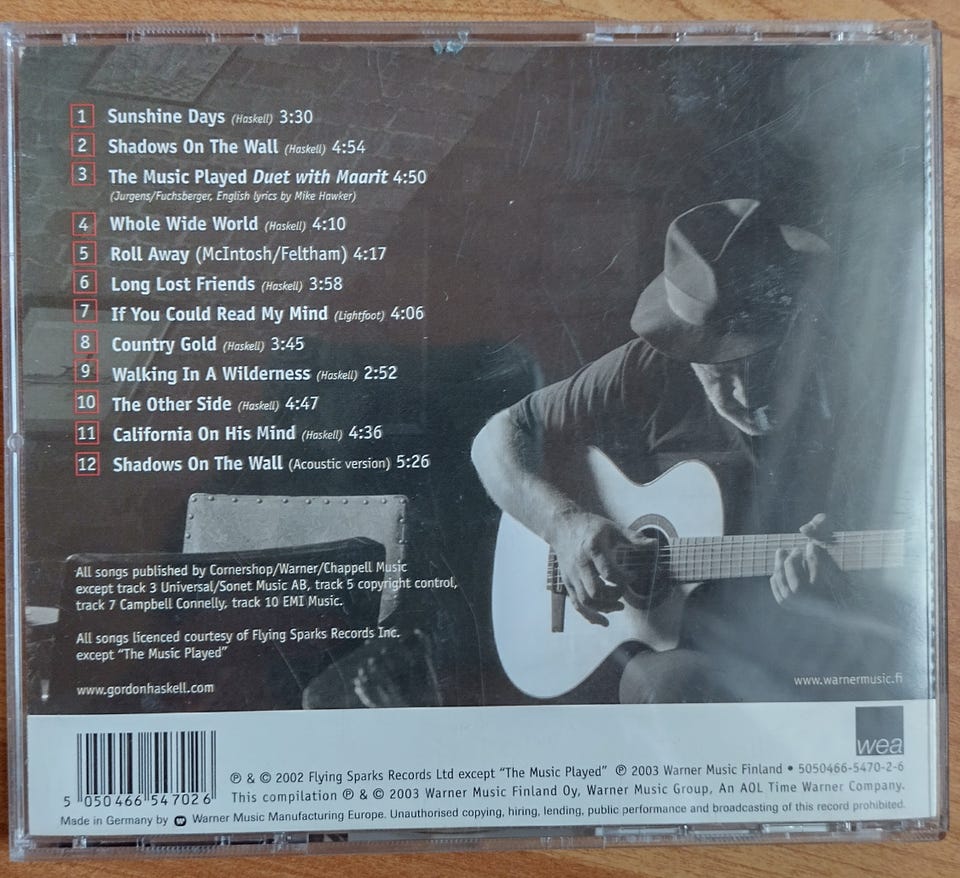 1 Sunshine Days (Haskell) 3:30
2 Shadows On The Wall (Haskell) 4:54
3 The Music Played Duet with Maarit 4:50
(Jurgens/Fuchsberger, English lyrics by Mike Hawker)
4 Whole Wide World (Haskell) 4:10
5 Roll Away (McIntosh/Feltham) 4:17
6 Long Lost Friends (Haskell) 3:58
7 If You Could Read My Mind (Lightfoot) 4:06
8 Country Gold (Haskell) 3:45
9 Walking In A Wilderness (Haskell) 2:52
10 The Other Side (Haskell) 4:47
11 California On His Mind (Haskell) 4:36
12 Shadows On The Wall (Acoustic version) 5:26
All songs published by Cornershop/Warner/Chappell Music
except track 3 Universal/Sonet Music AB, track 5 copyright control,
track 7 Campbell Connelly, track 10 EMI Music.
All songs licenced courtesy of Flying Sparks Records Inc.
except "The Music Played"
www.gordonhaskell.com
www.warnermusic.fi
wea
5 050466 547026
℗ & © 2002 Flying Sparks Records Ltd except "The Music Played" ℗ 2003 Warner Music Finland • 5050466-5470-2-6
This compilation ℗ & © 2003 Warner Music Finland Oy, Warner Music Group, An AOL Time Warner Company.
Made in Germany by Warner Music Manufacturing Europe. Unauthorised copying, hiring, lending, public performance and broadcasting of this record prohibited.